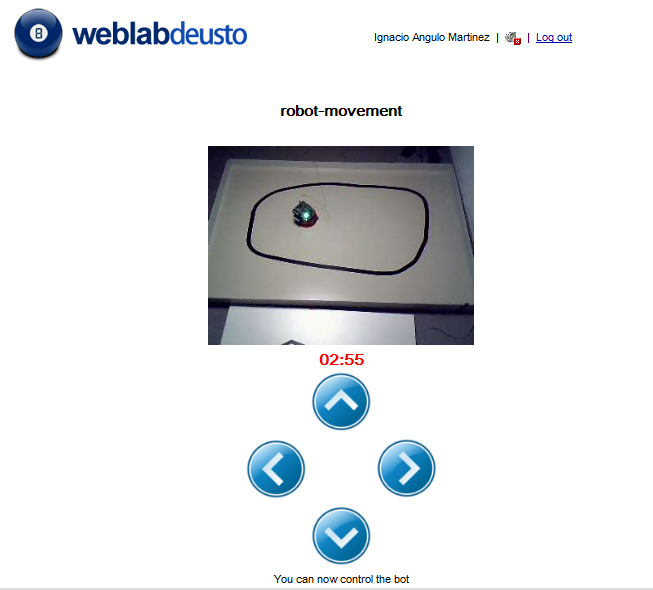 weblabdeusto
Ignacio Angulo Martinez | | Log out
robot-movement
02:55
You can now control the bot